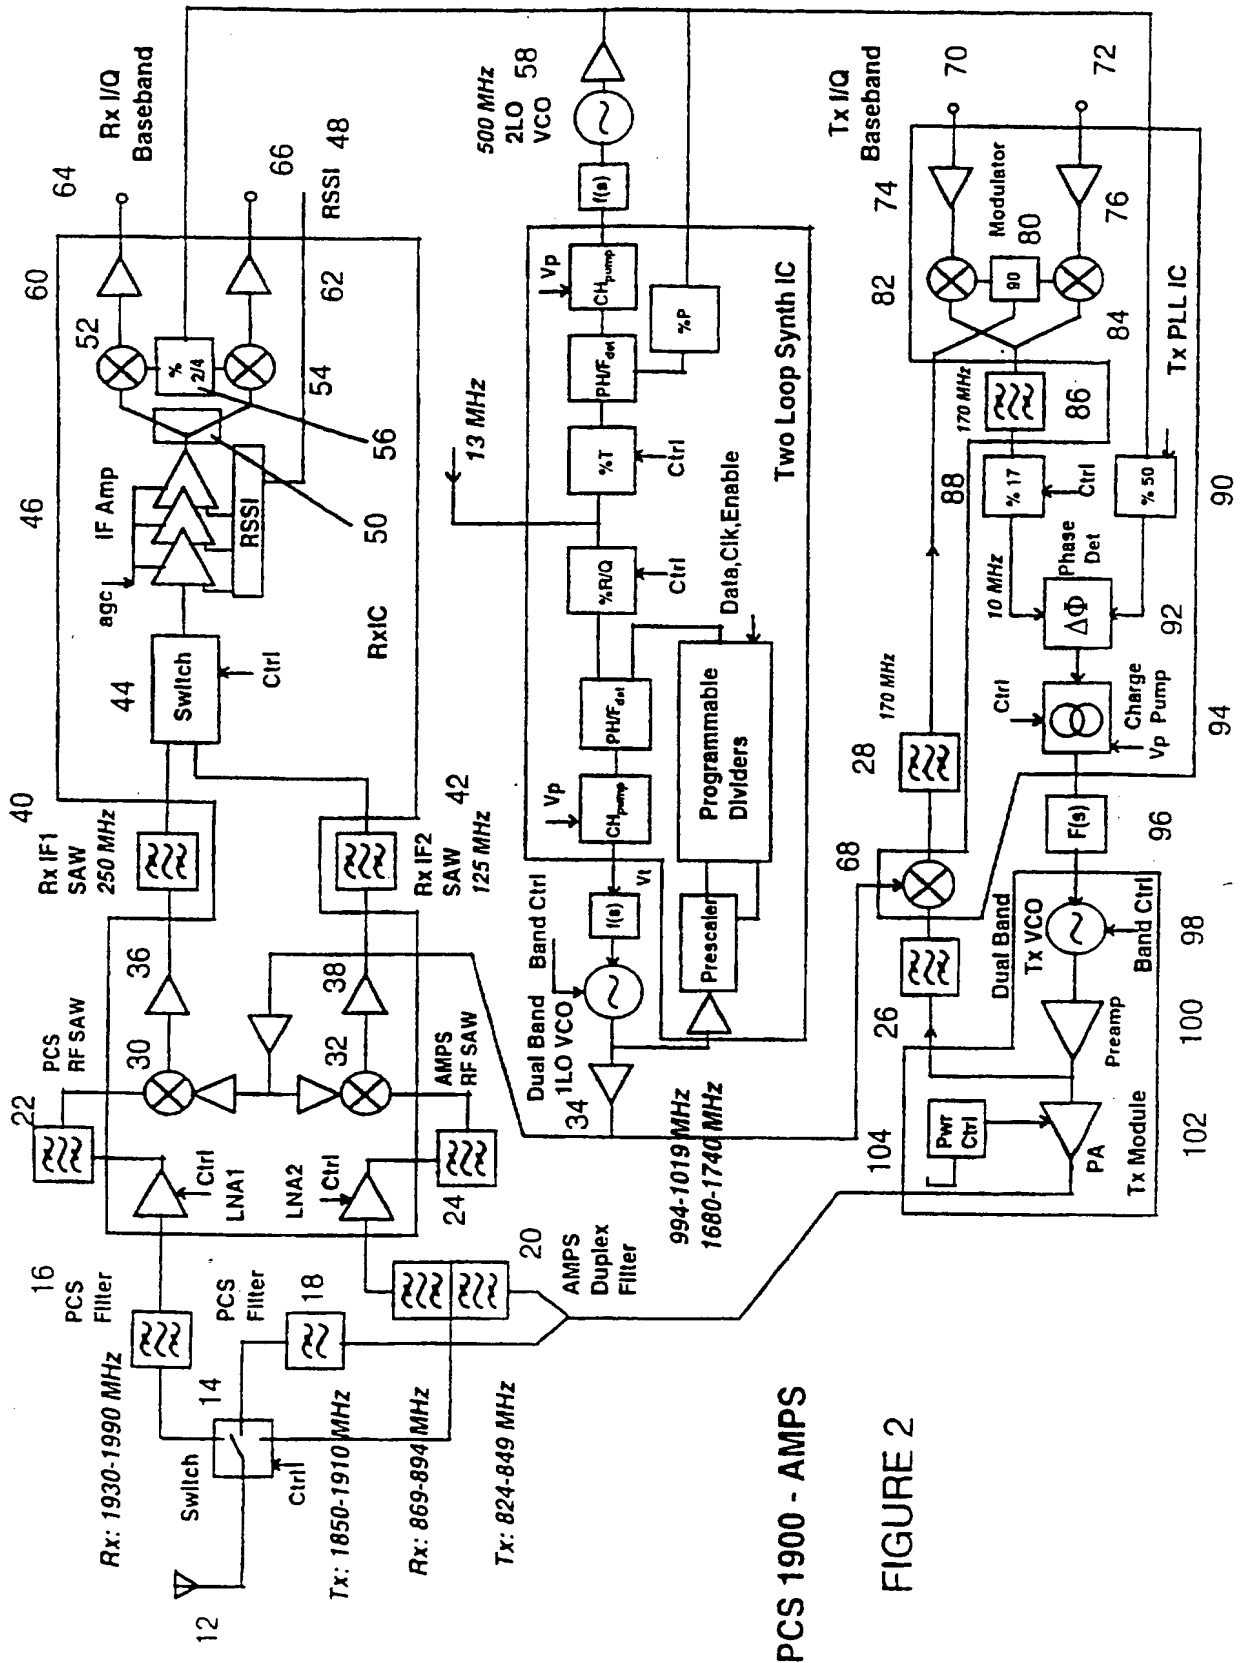 12
Switch
14
Ctrl
Rx: 1930-1990 MHz
Tx: 1850-1910 MHz
Rx: 869-894 MHz
Tx: 824-849 MHz
16
PCS
Filter
PCS
Filter
18
20
AMPS
Duplex
Filter
22
PCS
RF SAW
Ctrl
LNA1
LNA2
Ctrl
24
AMPS
RF SAW
30
32
36
38
40
Rx IF1
SAW
250 MHz
42
Rx IF2
SAW
125 MHz
44
Switch
Ctrl
RxIC
46
agc
IF Amp
RSSI
50
56
52
%
2/4
54
60
62
64
Rx I/Q
Baseband
66
RSSI
48
34
Dual Band
1LO VCO
Band Ctrl
994-1019 MHz
1680-1740 MHz
f(s)
Vt
Prescaler
Vp
CHpump
PH/Fdet
Programmable
Dividers
Data,Clk,Enable
%R/Q
Ctrl
13 MHz
%T
Ctrl
PH/Fdet
%P
Vp
CHpump
Two Loop Synth IC
f(s)
500 MHz
2LO
VCO
58
Tx I/Q
Baseband
70
72
74
76
Modulator
80
90
82
84
Tx PLL IC
170 MHz
86
88
% 17
Ctrl
% 50
90
10 MHz
Phase
Det
ΔΦ
92
Ctrl
Charge
Pump
Vp
94
170 MHz
28
68
F(s)
96
Dual Band
Tx VCO
Band Ctrl
98
26
Preamp
100
104
Pwr
Ctrl
PA
Tx Module
102
PCS 1900 - AMPS
FIGURE 2